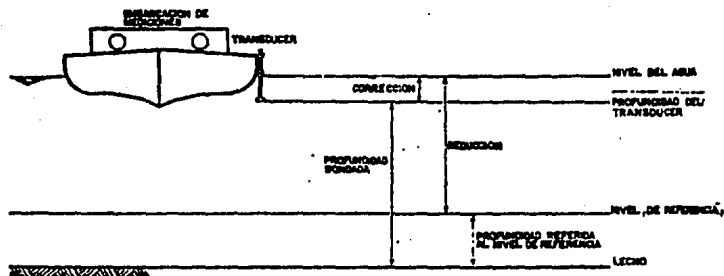 EMBARCACION DE
MEDICIONES
TRANSDUCER
NIVEL DEL AGUA
CORRECCION
PROFUNDIDAD DEL
TRANSDUCER
REDUCCION
PROFUNDIDAD
SONDADA
NIVEL DE REFERENCIA
PROFUNDIDAD REFERIDA
AL NIVEL DE REFERENCIA
LECHO